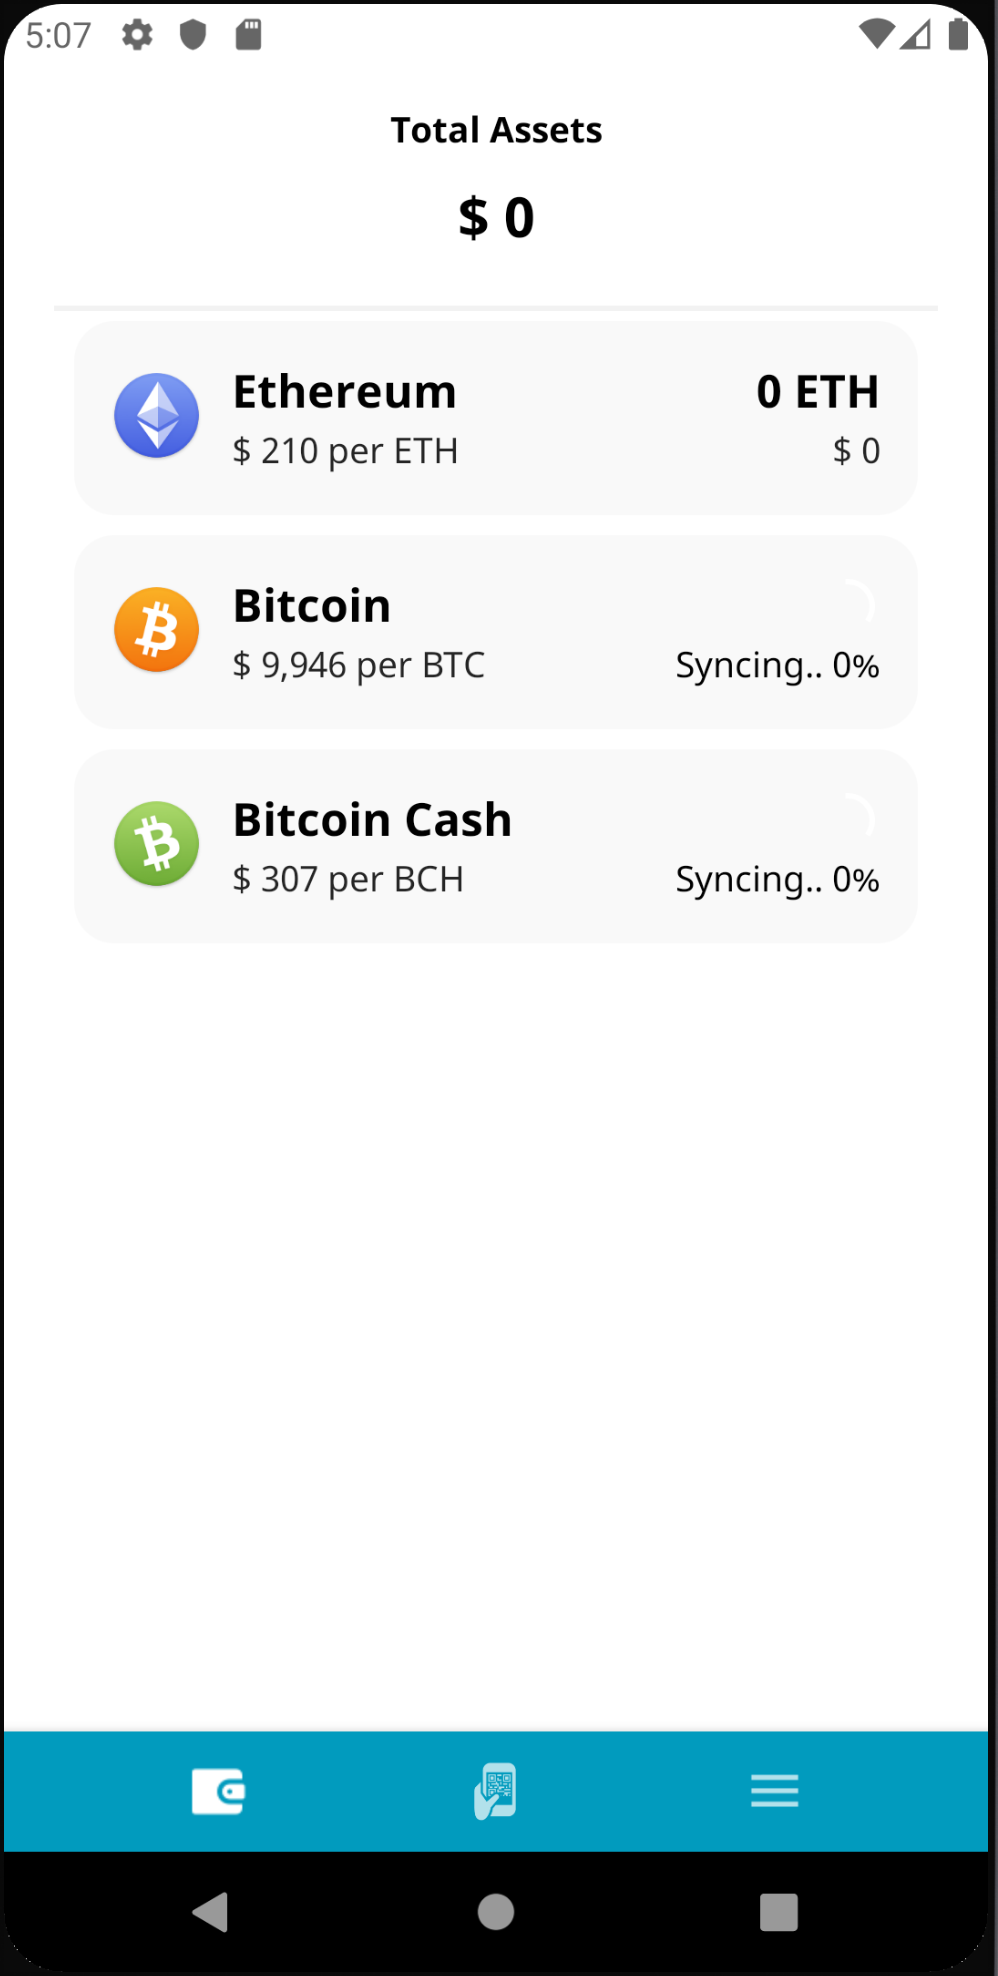 5:07
Total Assets
$ 0
Ethereum 0 ETH
$ 210 per ETH $ 0
Bitcoin
$ 9,946 per BTC Syncing.. 0%
Bitcoin Cash
$ 307 per BCH Syncing.. 0%